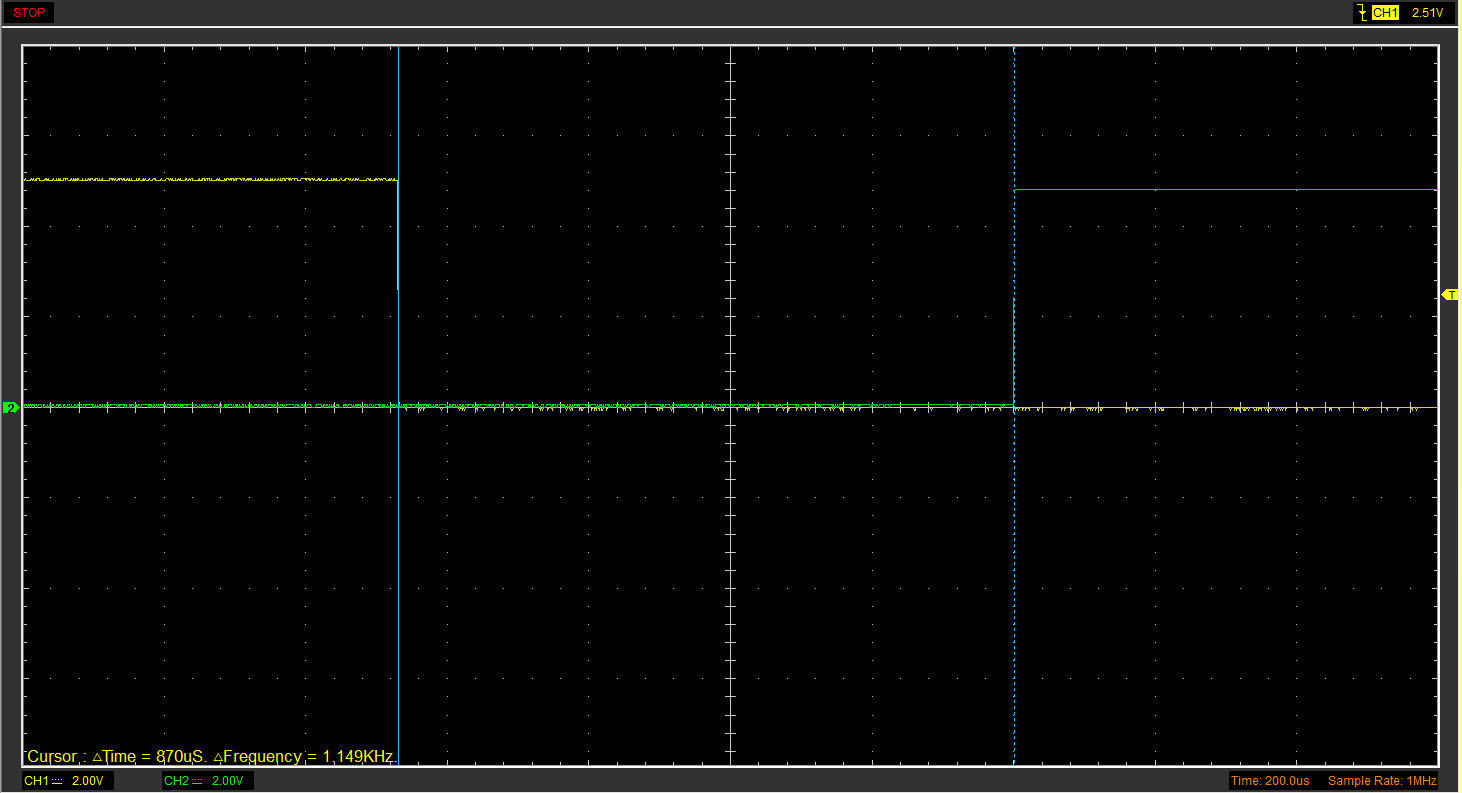 STOP
CH1 2.51V
T
2
Cursor : △Time = 870uS. △Frequency = 1.149KHz.
CH1 2.00V CH2 2.00V Time: 200.0us Sample Rate: 1MHz